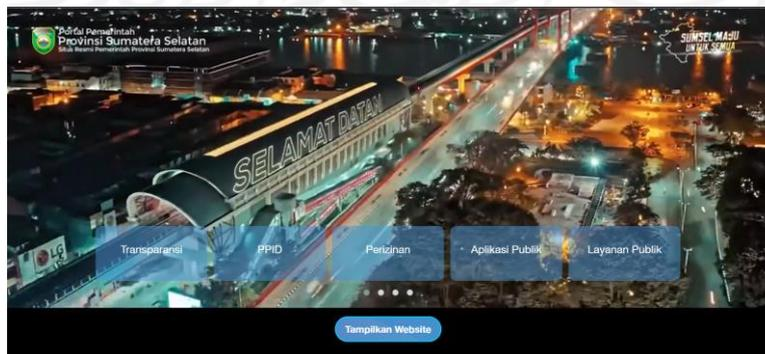 Portal Pemerintah
Provinsi Sumatera Selatan
Situs Resmi Pemerintah Provinsi Sumatera Selatan
SUMSEL MAJU
UNTUK SEMUA
SELAMAT DATAN
LG
Transparansi
PPID
Perizinan
Aplikasi Publik
Layanan Publik
Tampilkan Website